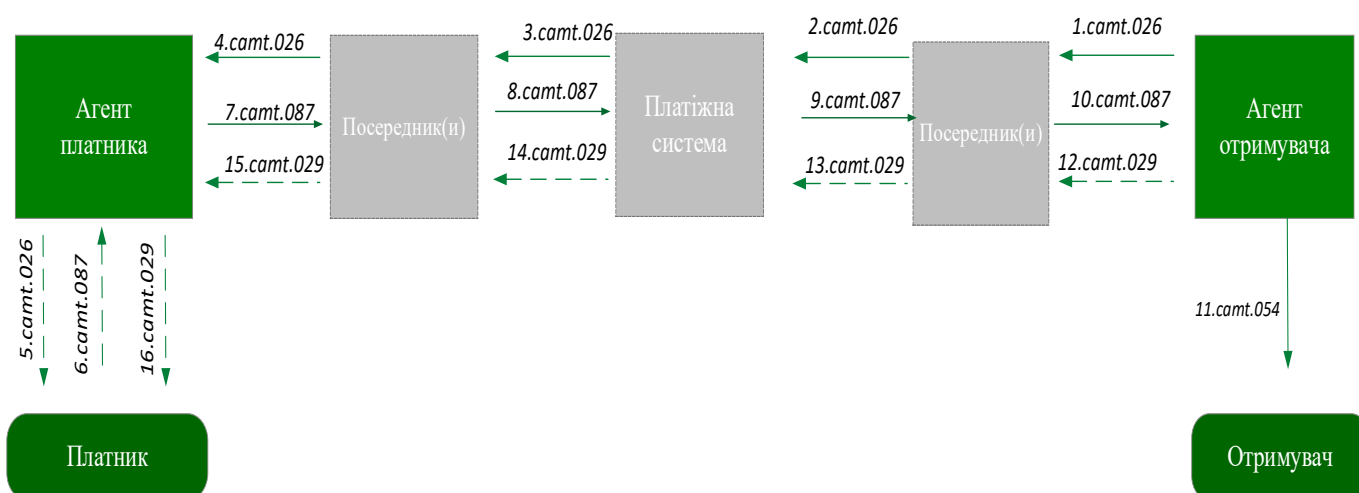 4.camt.026
3.camt.026
2.camt.026
1.camt.026
Агент
платника
7.camt.087
Посередник(и)
8.camt.087
Платіжна
система
9.camt.087
Посередник(и)
10.camt.087
Агент
отримувача
15.camt.029
14.camt.029
13.camt.029
12.camt.029
5.camt.026
6.camt.087
16.camt.029
11.camt.054
Платник
Отримувач